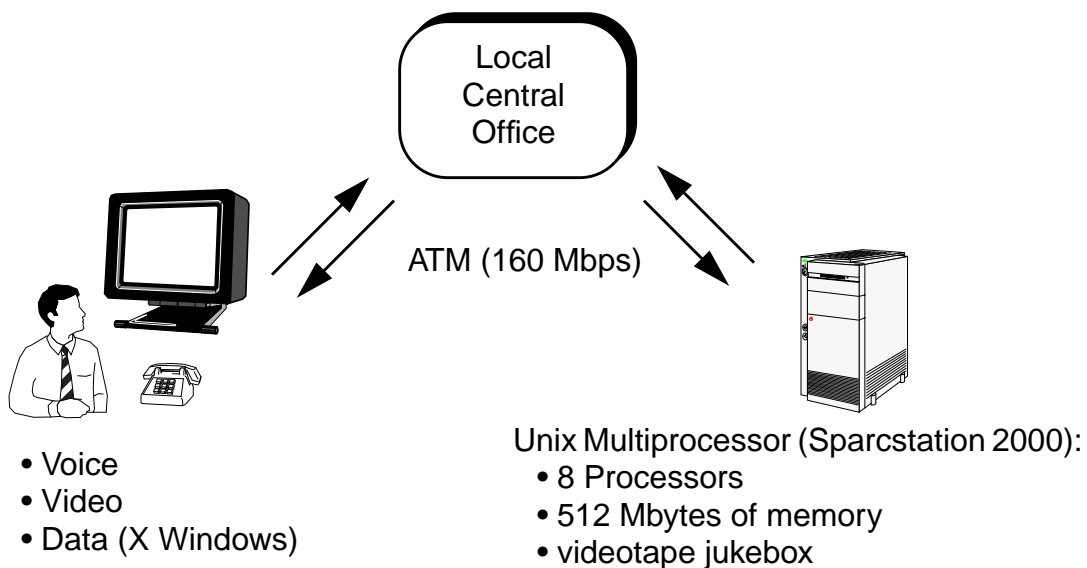 Local
Central
Office
ATM (160 Mbps)
• Voice
• Video
• Data (X Windows)
Unix Multiprocessor (Sparcstation 2000):
• 8 Processors
• 512 Mbytes of memory
• videotape jukebox